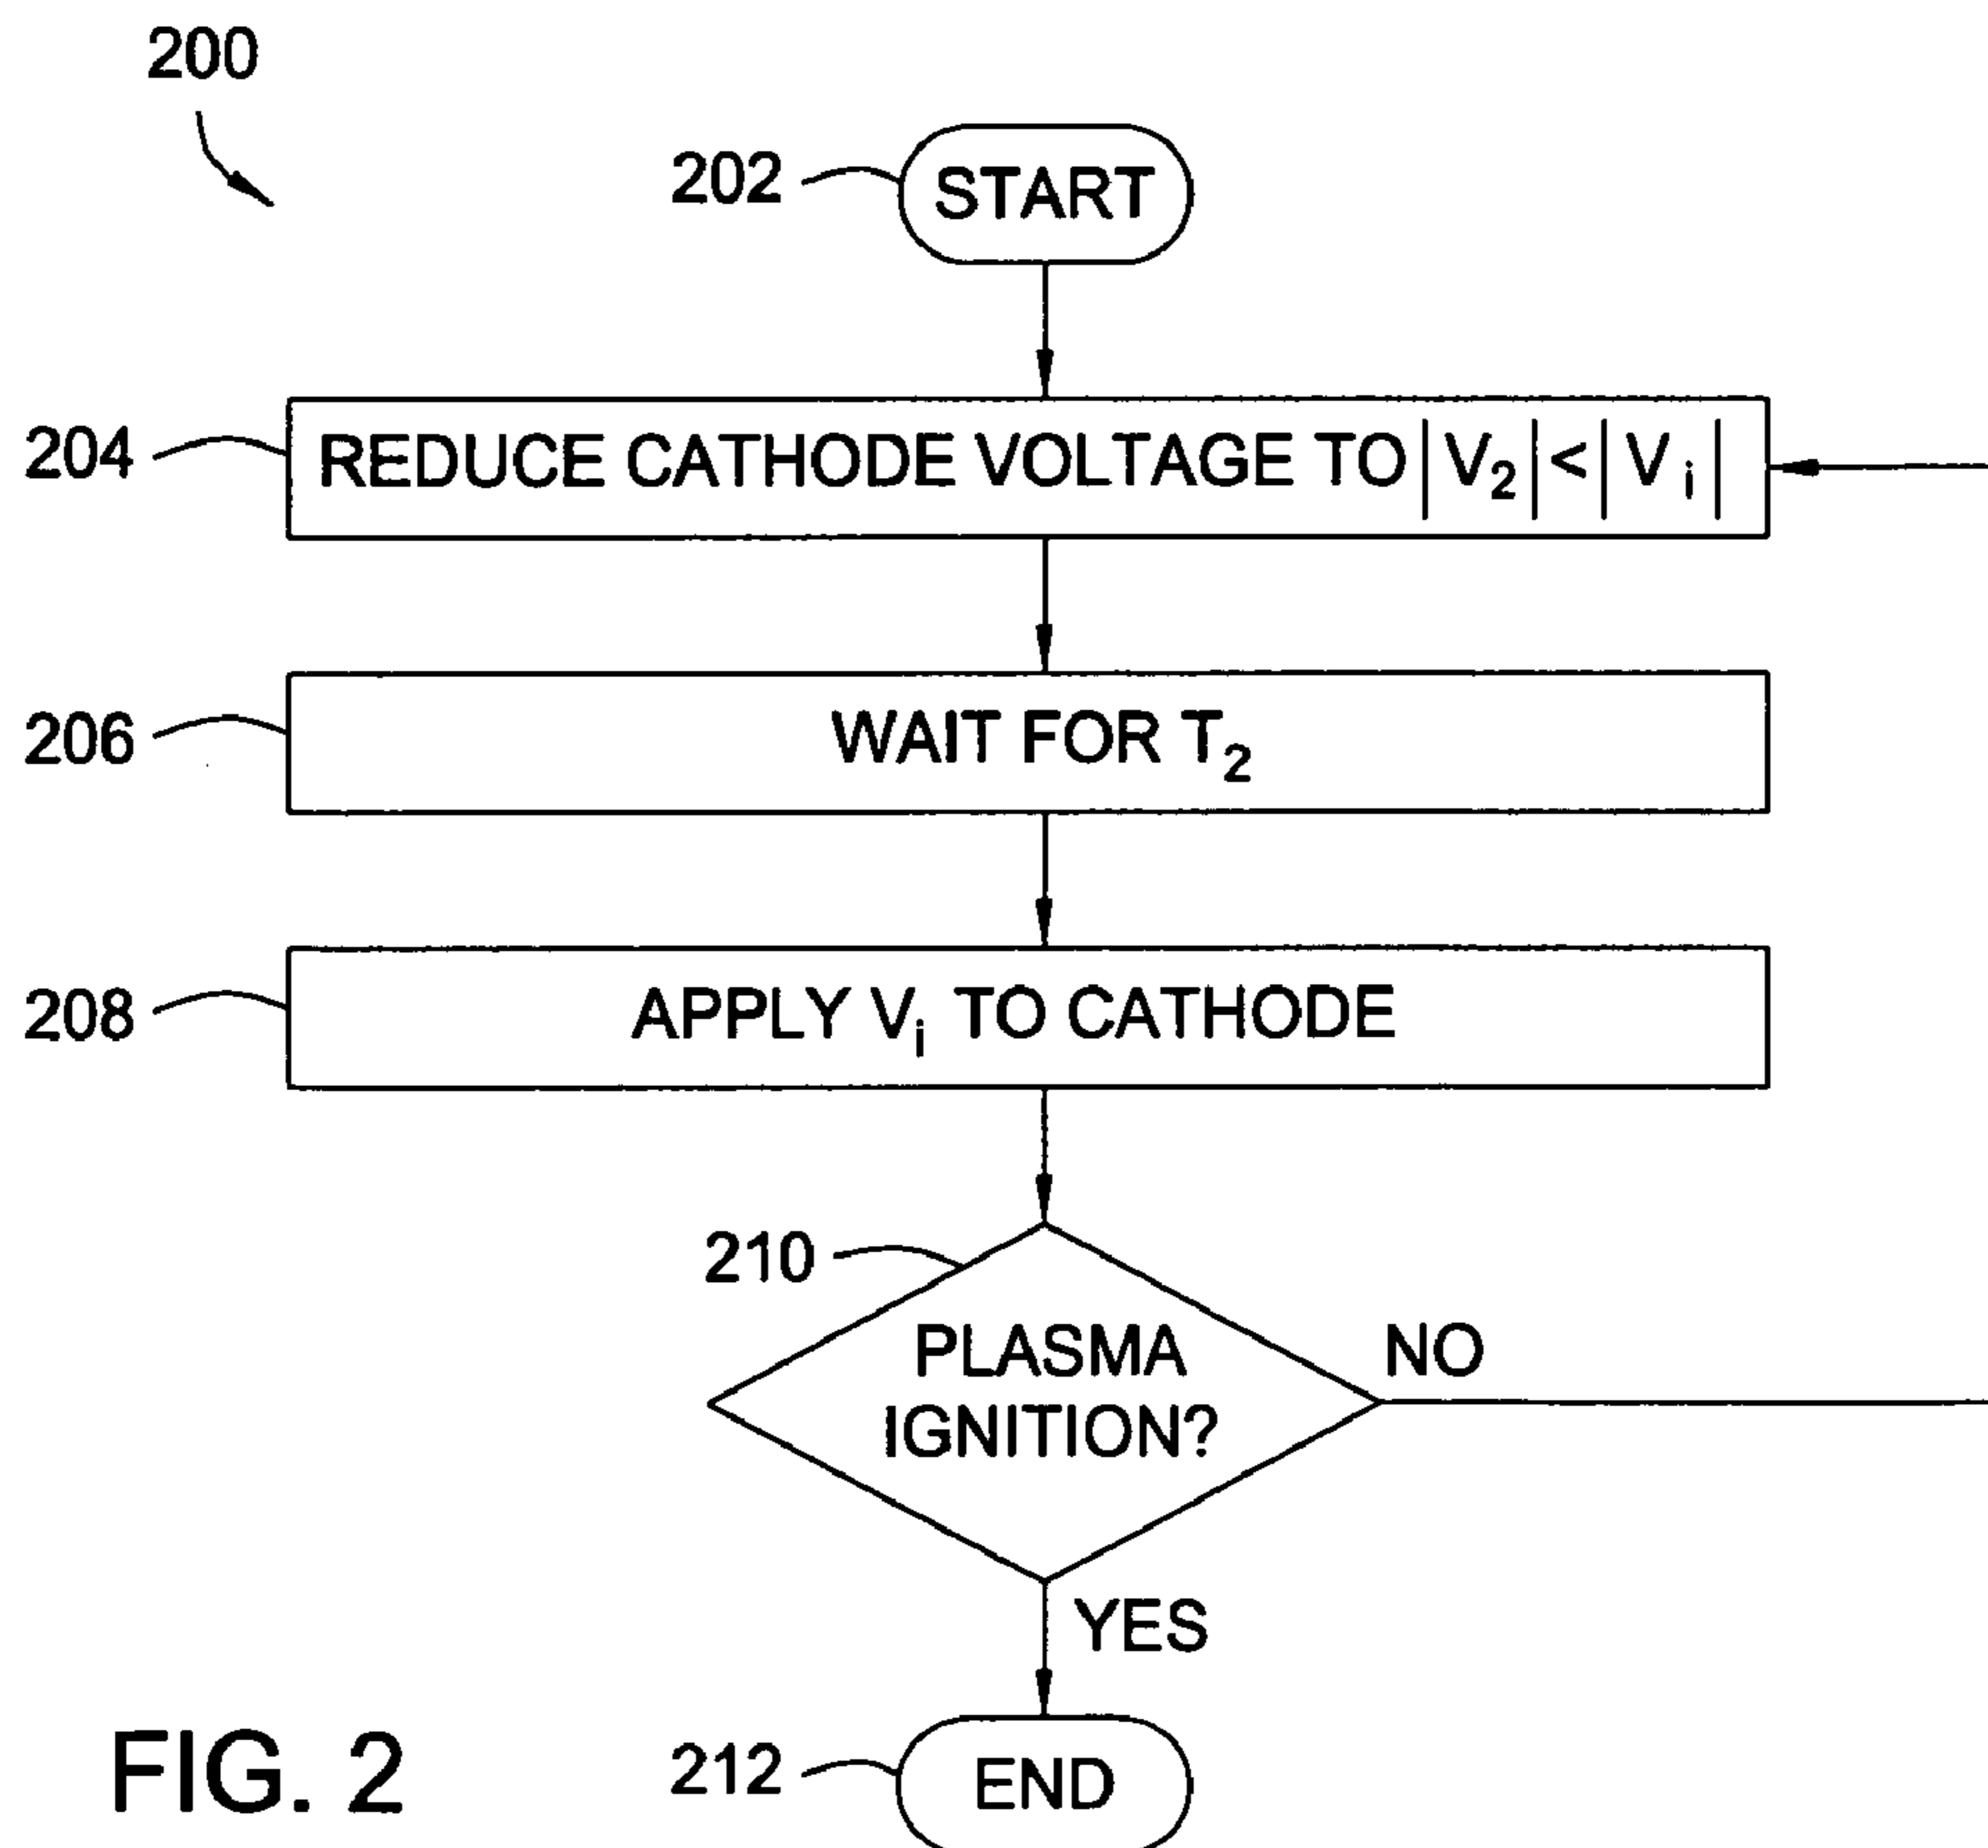 200
202 START
204 REDUCE CATHODE VOLTAGE TO |V₂| < |Vᵢ|
206 WAIT FOR T₂
208 APPLY Vᵢ TO CATHODE
210
PLASMA
IGNITION?
NO
YES
212 END
FIG. 2